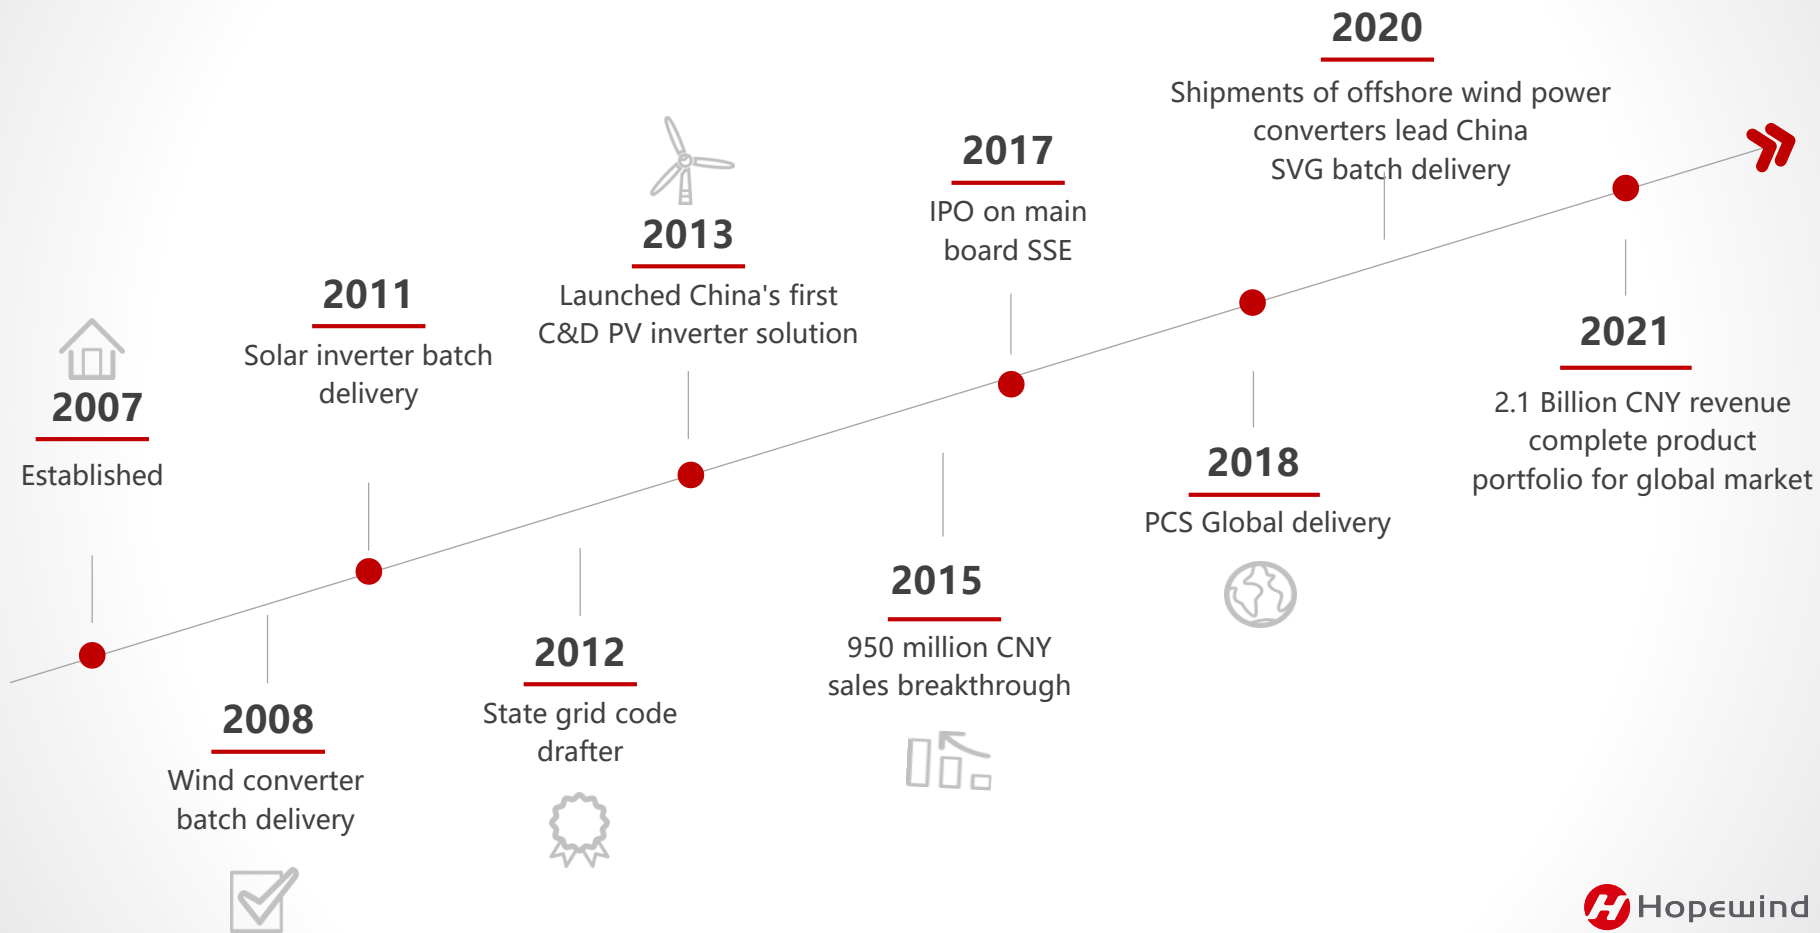 2007
Established
2008
Wind converter
batch delivery
2011
Solar inverter batch
delivery
2012
State grid code
drafter
2013
Launched China's first
C&D PV inverter solution
2015
950 million CNY
sales breakthrough
2017
IPO on main
board SSE
2018
PCS Global delivery
2020
Shipments of offshore wind power
converters lead China
SVG batch delivery
2021
2.1 Billion CNY revenue
complete product
portfolio for global market
Hopewind